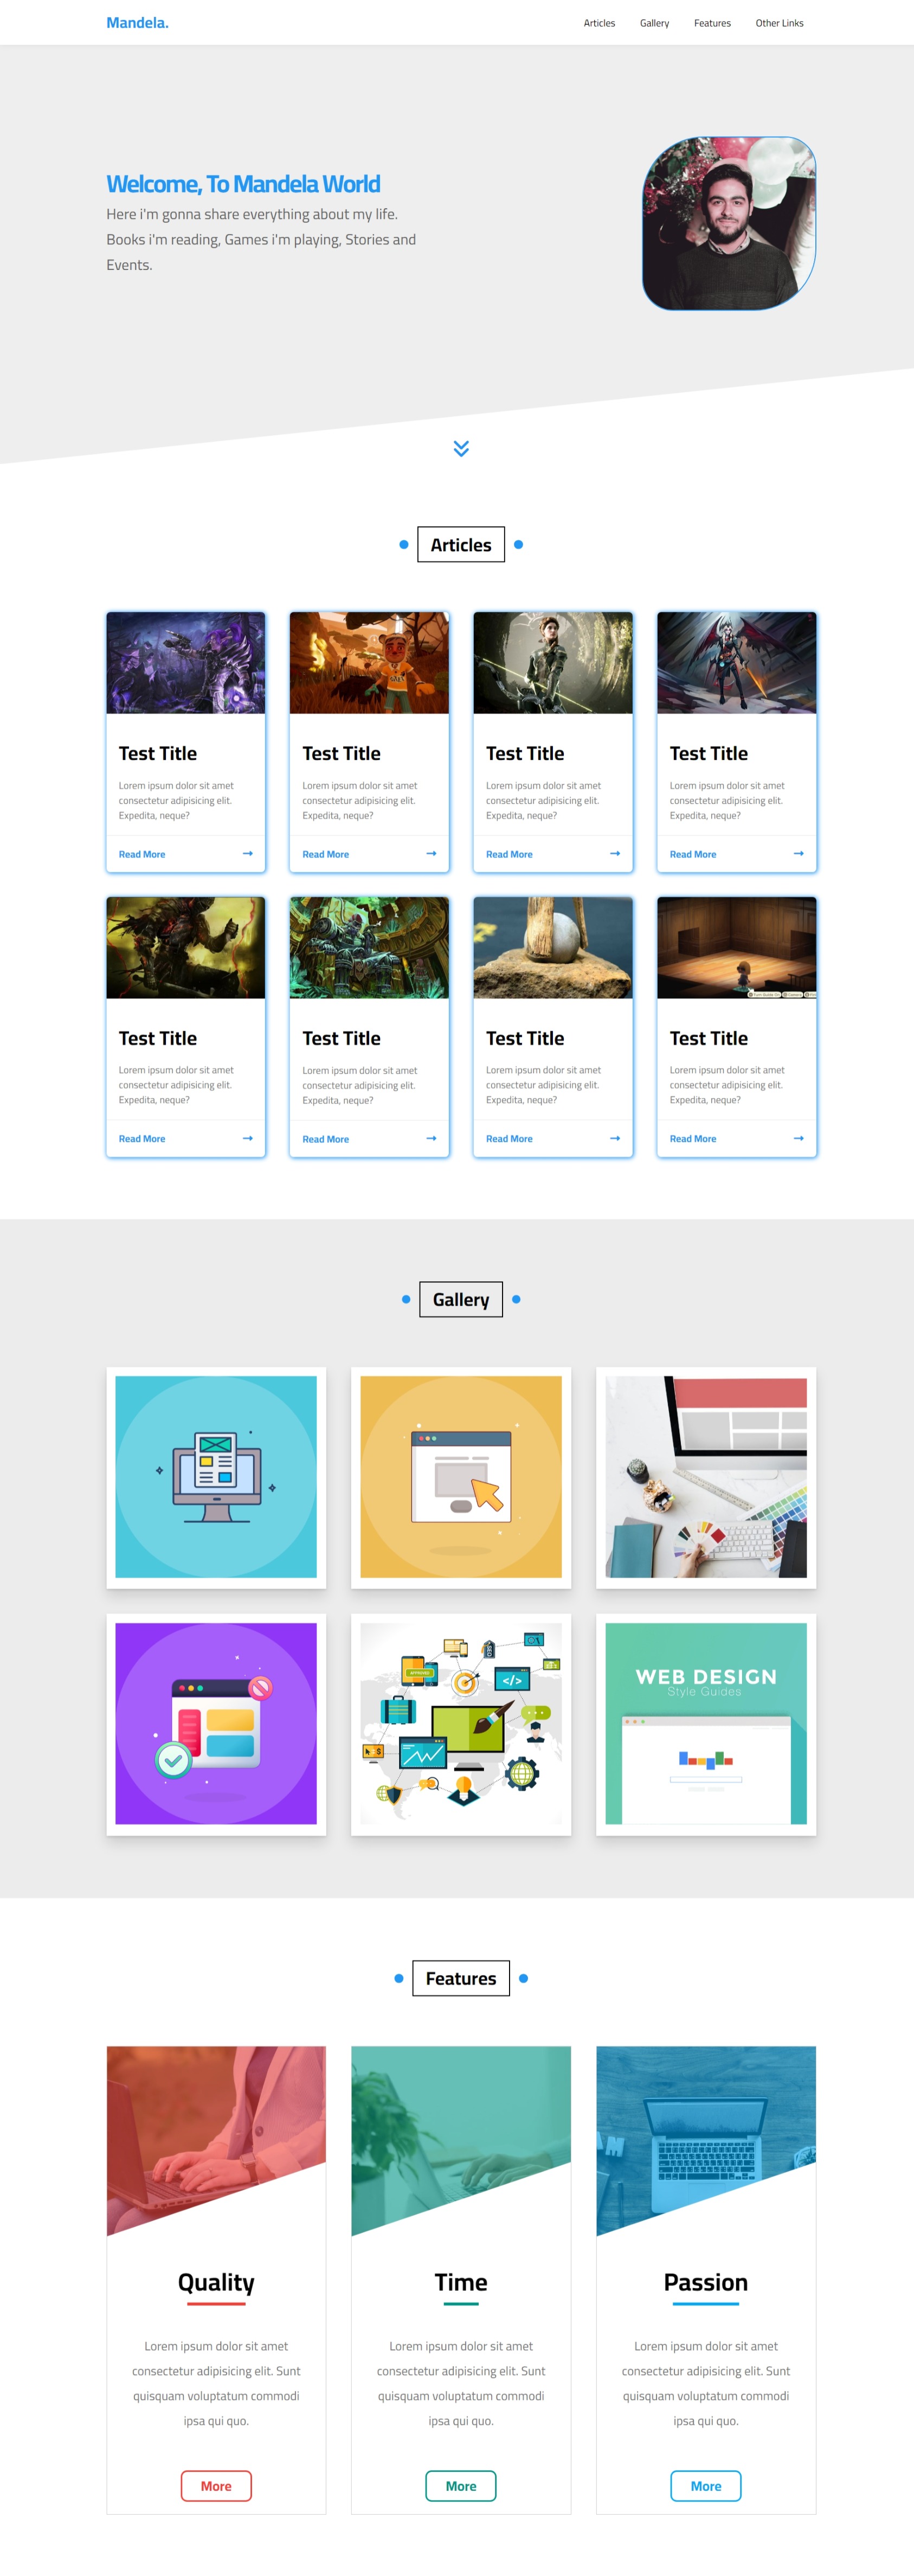 Mandela.
Articles Gallery Features Other Links
Welcome, To Mandela World
Here i'm gonna share everything about my life.
Books i'm reading, Games i'm playing, Stories and
Events.
Articles
Test Title
Lorem ipsum dolor sit amet
consectetur adipisicing elit.
Expedita, neque?
Read More
Test Title
Lorem ipsum dolor sit amet
consectetur adipisicing elit.
Expedita, neque?
Read More
Test Title
Lorem ipsum dolor sit amet
consectetur adipisicing elit.
Expedita, neque?
Read More
Test Title
Lorem ipsum dolor sit amet
consectetur adipisicing elit.
Expedita, neque?
Read More
Test Title
Lorem ipsum dolor sit amet
consectetur adipisicing elit.
Expedita, neque?
Read More
Test Title
Lorem ipsum dolor sit amet
consectetur adipisicing elit.
Expedita, neque?
Read More
Test Title
Lorem ipsum dolor sit amet
consectetur adipisicing elit.
Expedita, neque?
Read More
Test Title
Lorem ipsum dolor sit amet
consectetur adipisicing elit.
Expedita, neque?
Read More
Gallery
APPROVED
</>
$
WEB DESIGN
Style Guides
Features
Quality
Lorem ipsum dolor sit amet
consectetur adipisicing elit. Sunt
quisquam voluptatum commodi
ipsa qui quo.
More
Time
Lorem ipsum dolor sit amet
consectetur adipisicing elit. Sunt
quisquam voluptatum commodi
ipsa qui quo.
More
Passion
Lorem ipsum dolor sit amet
consectetur adipisicing elit. Sunt
quisquam voluptatum commodi
ipsa qui quo.
More